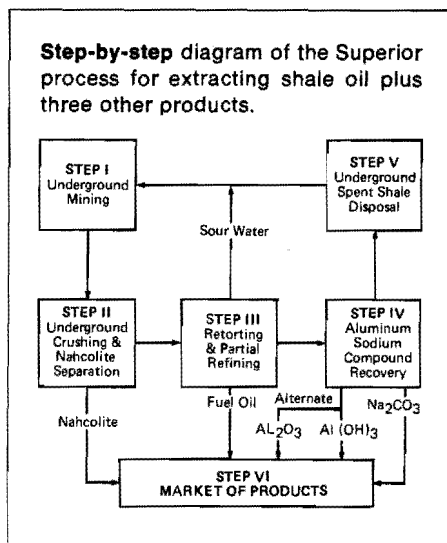 Step-by-step diagram of the Superior
process for extracting shale oil plus
three other products.
STEP I
Underground
Mining
STEP V
Underground
Spent Shale
Disposal
Sour Water
STEP II
Underground
Crushing &
Nahcolite
Separation
STEP III
Retorting
& Partial
Refining
STEP IV
Aluminum
Sodium
Compound
Recovery
Nahcolite
Fuel Oil
Alternate
Na₂CO₃
AL₂O₃
Al (OH)₃
STEP VI
MARKET OF PRODUCTS